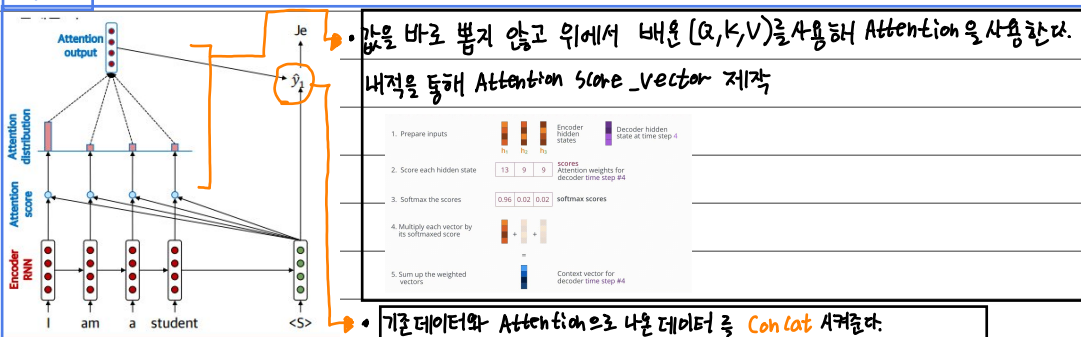 Attention
output
Je
ŷ₁
Attention
distribution
Attention
score
Encoder
RNN
I am a student <S>
• 값을 바로 뽑지 않고 위에서 배운 (Q,K,V)를 사용해 Attention을 사용한다.
내적을 통해 Attention Score_vector 제작
1. Prepare inputs
Encoder
hidden
states
Decoder hidden
state at time step 4
h₁ h₂ h₃
2. Score each hidden state
13 9 9
scores
Attention weights for
decoder time step #4
3. Softmax the scores
0.96 0.02 0.02
softmax scores
4. Multiply each vector by
its softmaxed score
+ +
=
5. Sum up the weighted
vectors
Context vector for
decoder time step #4
• 기존데이터와 Attention으로 나온 데이터를 Concat 시켜준다.